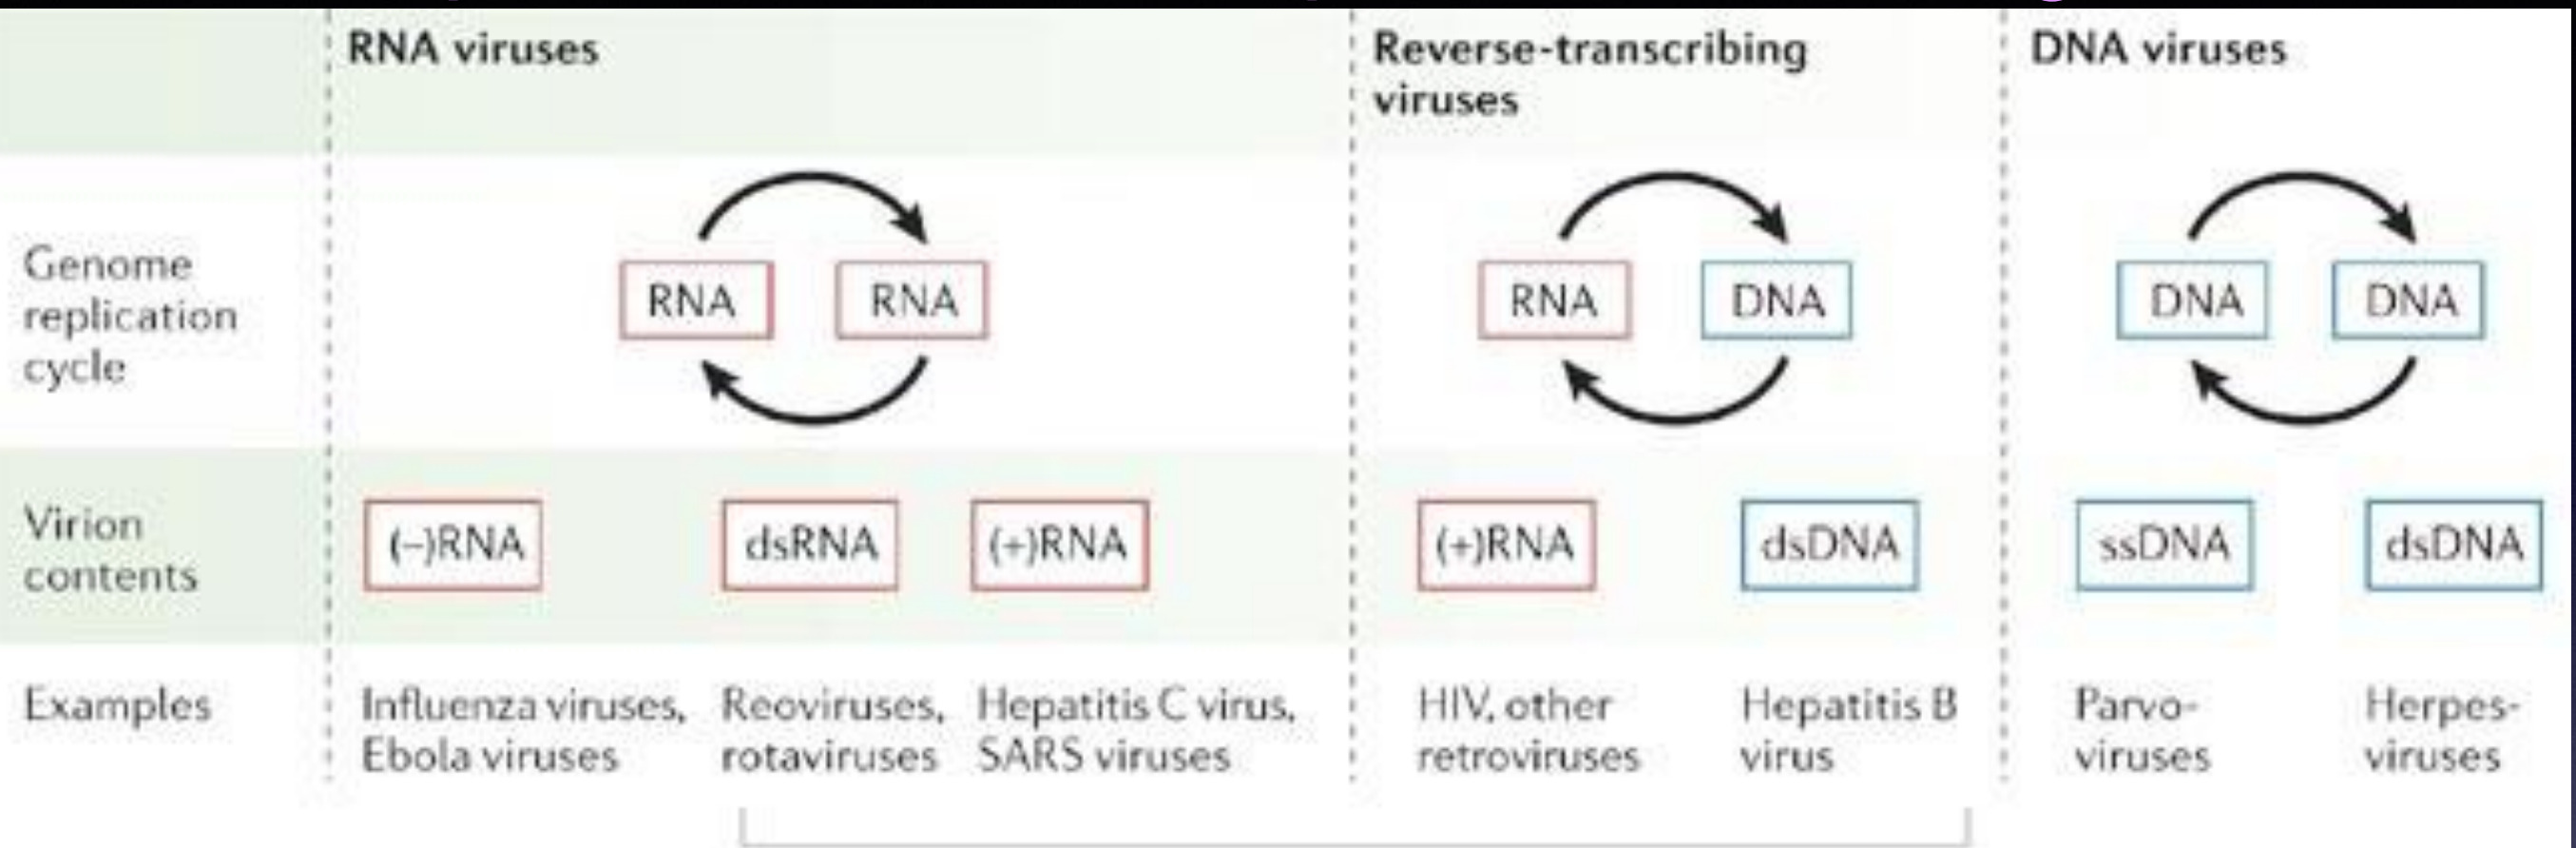 RNA viruses
Reverse-transcribing
viruses
DNA viruses
Genome
replication
cycle
RNA
RNA
RNA
DNA
DNA
DNA
Virion
contents
(–)RNA
dsRNA
(+)RNA
(+)RNA
dsDNA
ssDNA
dsDNA
Examples
Influenza viruses,
Ebola viruses
Reoviruses,
rotaviruses
Hepatitis C virus,
SARS viruses
HIV, other
retroviruses
Hepatitis B
virus
Parvo-
viruses
Herpes-
viruses